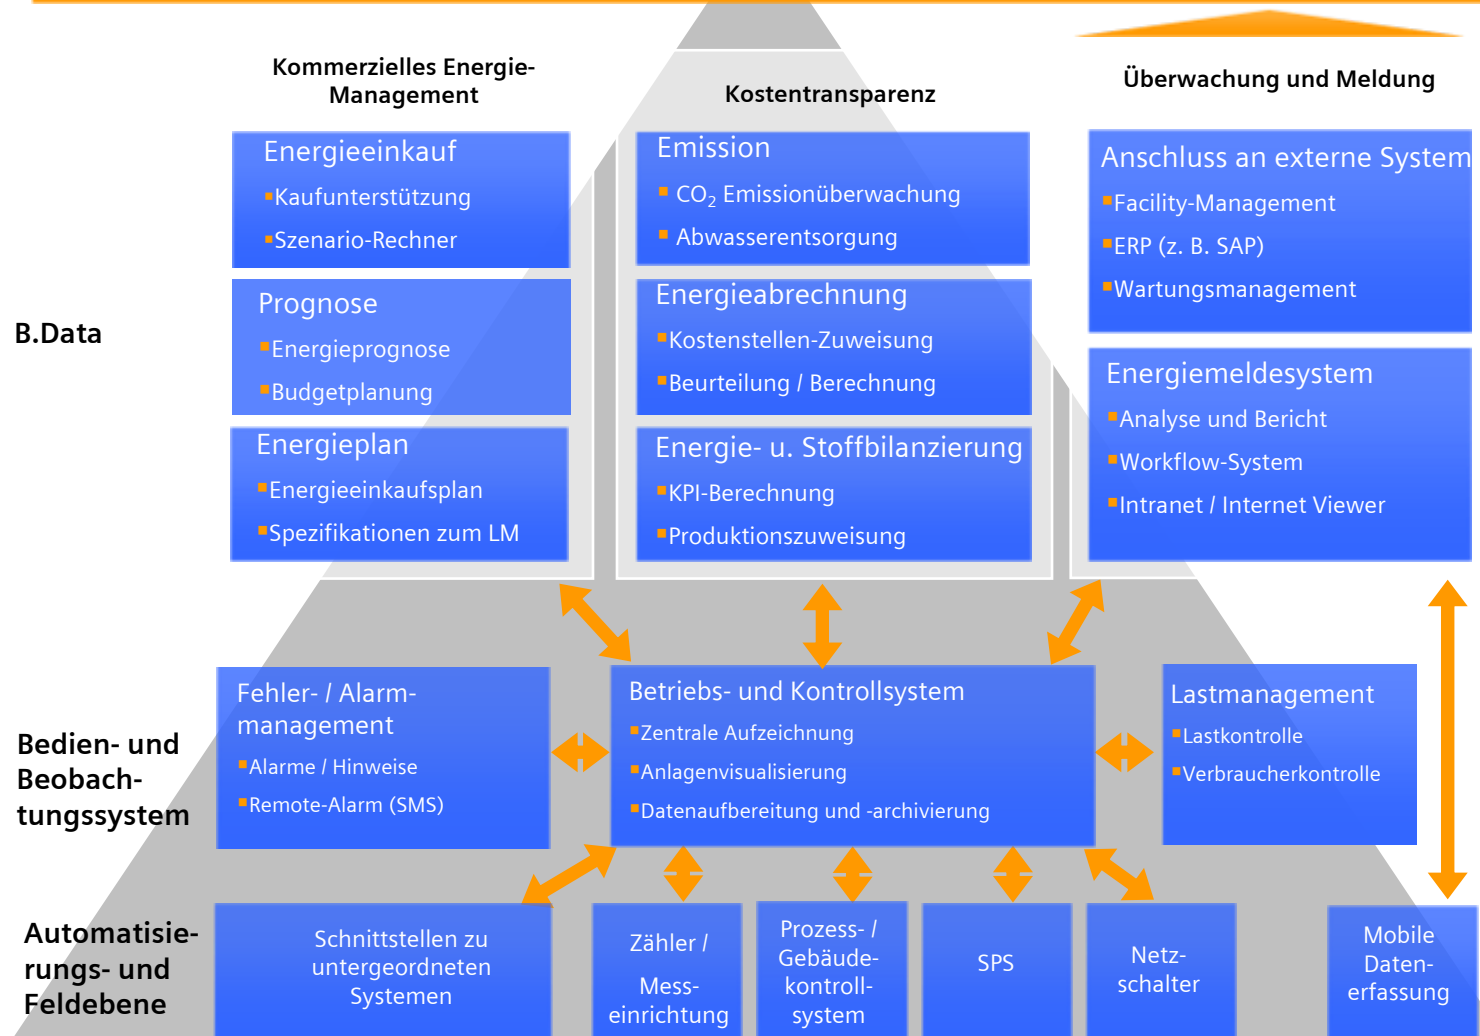 Kommerzielles Energie-
Management
Kostentransparenz
Überwachung und Meldung
B.Data
Energieeinkauf
Kaufunterstützung
Szenario-Rechner
Prognose
Energieprognose
Budgetplanung
Energieplan
Energieeinkaufsplan
Spezifikationen zum LM
Emission
CO₂ Emissionüberwachung
Abwasserentsorgung
Energieabrechnung
Kostenstellen-Zuweisung
Beurteilung / Berechnung
Energie- u. Stoffbilanzierung
KPI-Berechnung
Produktionszuweisung
Anschluss an externe System
Facility-Management
ERP (z. B. SAP)
Wartungsmanagement
Energiemeldesystem
Analyse und Bericht
Workflow-System
Intranet / Internet Viewer
Bedien- und
Beobach-
tungssystem
Fehler- / Alarm-
management
Alarme / Hinweise
Remote-Alarm (SMS)
Betriebs- und Kontrollsystem
Zentrale Aufzeichnung
Anlagenvisualisierung
Datenaufbereitung und -archivierung
Lastmanagement
Lastkontrolle
Verbraucherkontrolle
Automatisie-
rungs- und
Feldebene
Schnittstellen zu
untergeordneten
Systemen
Zähler /
Mess-
einrichtung
Prozess- /
Gebäude-
kontroll-
system
SPS
Netz-
schalter
Mobile
Daten-
erfassung